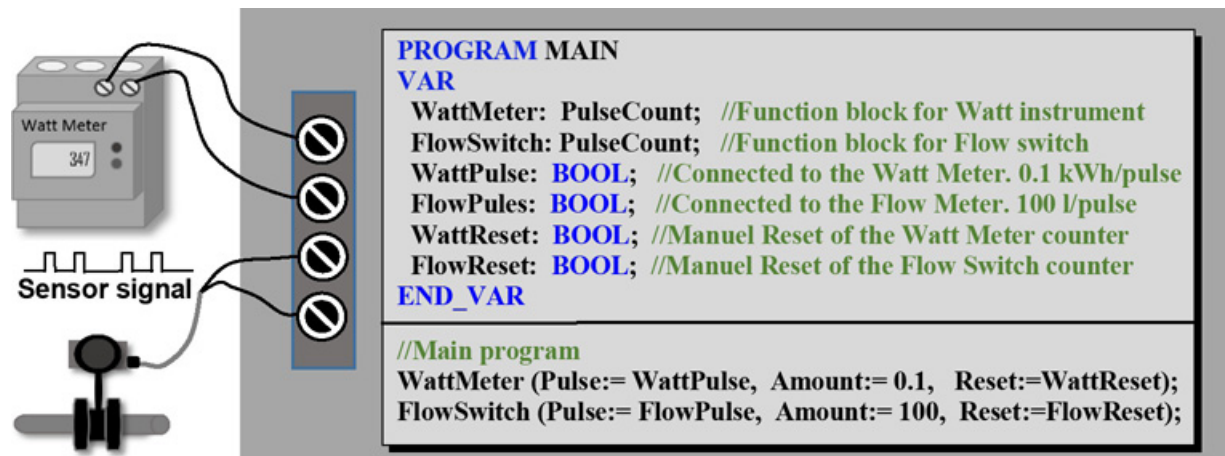 Watt Meter
347
Sensor signal
PROGRAM MAIN
VAR
WattMeter: PulseCount; //Function block for Watt instrument
FlowSwitch: PulseCount; //Function block for Flow switch
WattPulse: BOOL; //Connected to the Watt Meter. 0.1 kWh/pulse
FlowPules: BOOL; //Connected to the Flow Meter. 100 l/pulse
WattReset: BOOL; //Manuel Reset of the Watt Meter counter
FlowReset: BOOL; //Manuel Reset of the Flow Switch counter
END_VAR
//Main program
WattMeter (Pulse:= WattPulse, Amount:= 0.1, Reset:=WattReset);
FlowSwitch (Pulse:= FlowPulse, Amount:= 100, Reset:=FlowReset);